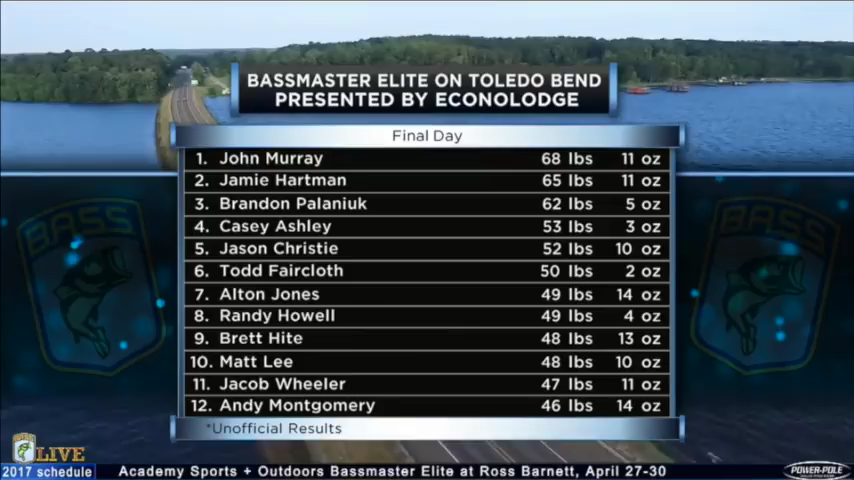 BASSMASTER ELITE ON TOLEDO BEND
PRESENTED BY ECONOLODGE
Final Day
1. John Murray 68 lbs 11 oz
2. Jamie Hartman 65 lbs 11 oz
3. Brandon Palaniuk 62 lbs 5 oz
4. Casey Ashley 53 lbs 3 oz
5. Jason Christie 52 lbs 10 oz
6. Todd Faircloth 50 lbs 2 oz
7. Alton Jones 49 lbs 14 oz
8. Randy Howell 49 lbs 4 oz
9. Brett Hite 48 lbs 13 oz
10. Matt Lee 48 lbs 10 oz
11. Jacob Wheeler 47 lbs 11 oz
12. Andy Montgomery 46 lbs 14 oz
*Unofficial Results
BASS
BASS
BASS LIVE
2017 schedule Academy Sports + Outdoors Bassmaster Elite at Ross Barnett, April 27-30 POWER-POLE